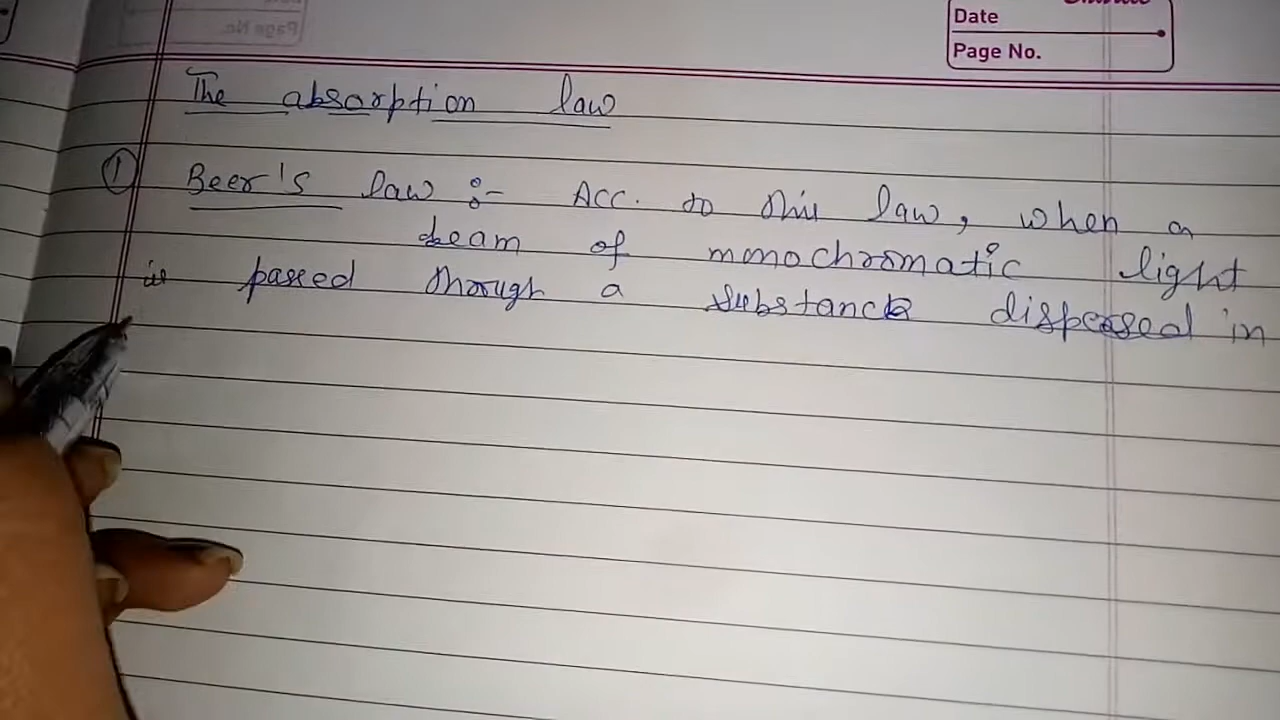 Date
Page No.
The absorption law
① Beer's law :- Acc. to this law, when a
beam of monochromatic light
is passed through a substance dispersed in